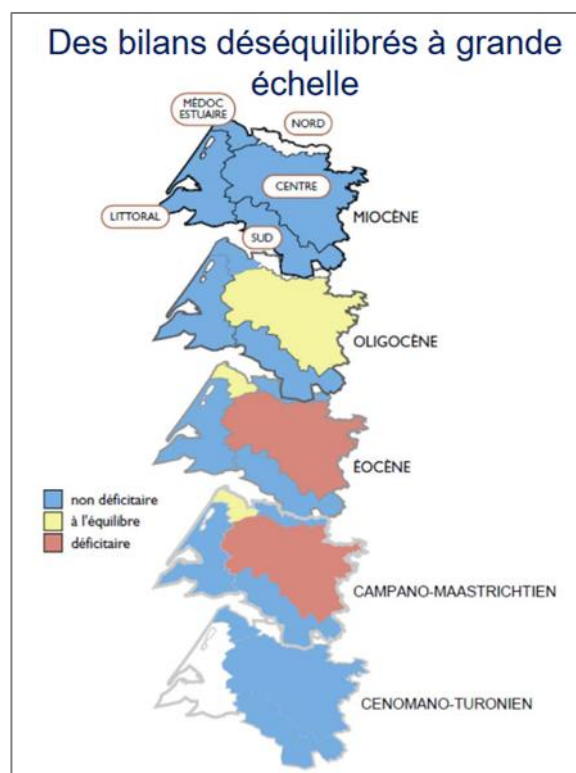 Des bilans déséquilibrés à grande
échelle
MÉDOC
ESTUAIRE
NORD
CENTRE
LITTORAL
MIOCÈNE
SUD
OLIGOCÈNE
ÉOCÈNE
non déficitaire
à l'équilibre
déficitaire
CAMPANO-MAASTRICHTIEN
CENOMANO-TURONIEN